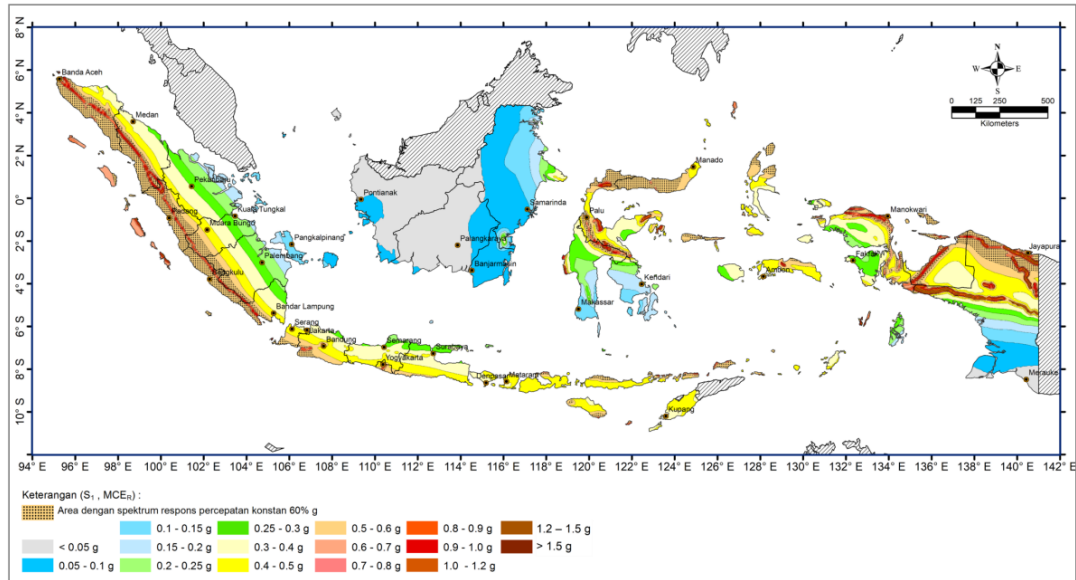 8° N
6° N
4° N
2° N
0°
2° S
4° S
6° S
8° S
10° S
N
W
E
S
0 125 250 500
Kilometers
Banda Aceh
Medan
Pekanbaru
Kuala Tungkal
Padang
Muara Bungo
Pangkalpinang
Palembang
Bengkulu
Bandar Lampung
Serang
Jakarta
Bandung
Semarang
Surabaya
Yogyakarta
Denpasar
Mataram
Kupang
Pontianak
Palangkaraya
Samarinda
Banjarmasin
Manado
Palu
Kendari
Makassar
Ambon
Manokwari
Fakfak
Jayapura
Merauke
94° E 96° E 98° E 100° E 102° E 104° E 106° E 108° E 110° E 112° E 114° E 116° E 118° E 120° E 122° E 124° E 126° E 128° E 130° E 132° E 134° E 136° E 138° E 140° E
Keterangan (S1 , MCER) :
Area dengan spektrum respons percepatan konstan 60% g
0.1 - 0.15 g 0.25 - 0.3 g 0.5 - 0.6 g 0.8 - 0.9 g 1.2 – 1.5 g
< 0.05 g 0.15 - 0.2 g 0.3 - 0.4 g 0.6 - 0.7 g 0.9 - 1.0 g > 1.5 g
0.05 - 0.1 g 0.2 - 0.25 g 0.4 - 0.5 g 0.7 - 0.8 g 1.0 - 1.2 g